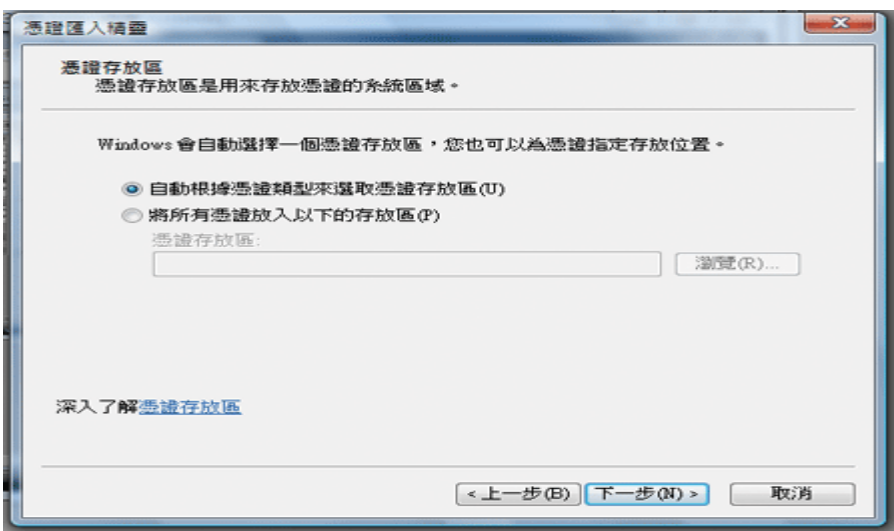 憑證匯入精靈
憑證存放區
憑證存放區是用來存放憑證的系統區域。
Windows 會自動選擇一個憑證存放區，您也可以為憑證指定存放位置。
自動根據憑證類型來選取憑證存放區(U)
將所有憑證放入以下的存放區(P)
憑證存放區:
瀏覽(R)...
深入了解憑證存放區
<上一步(B) 下一步(N)> 取消